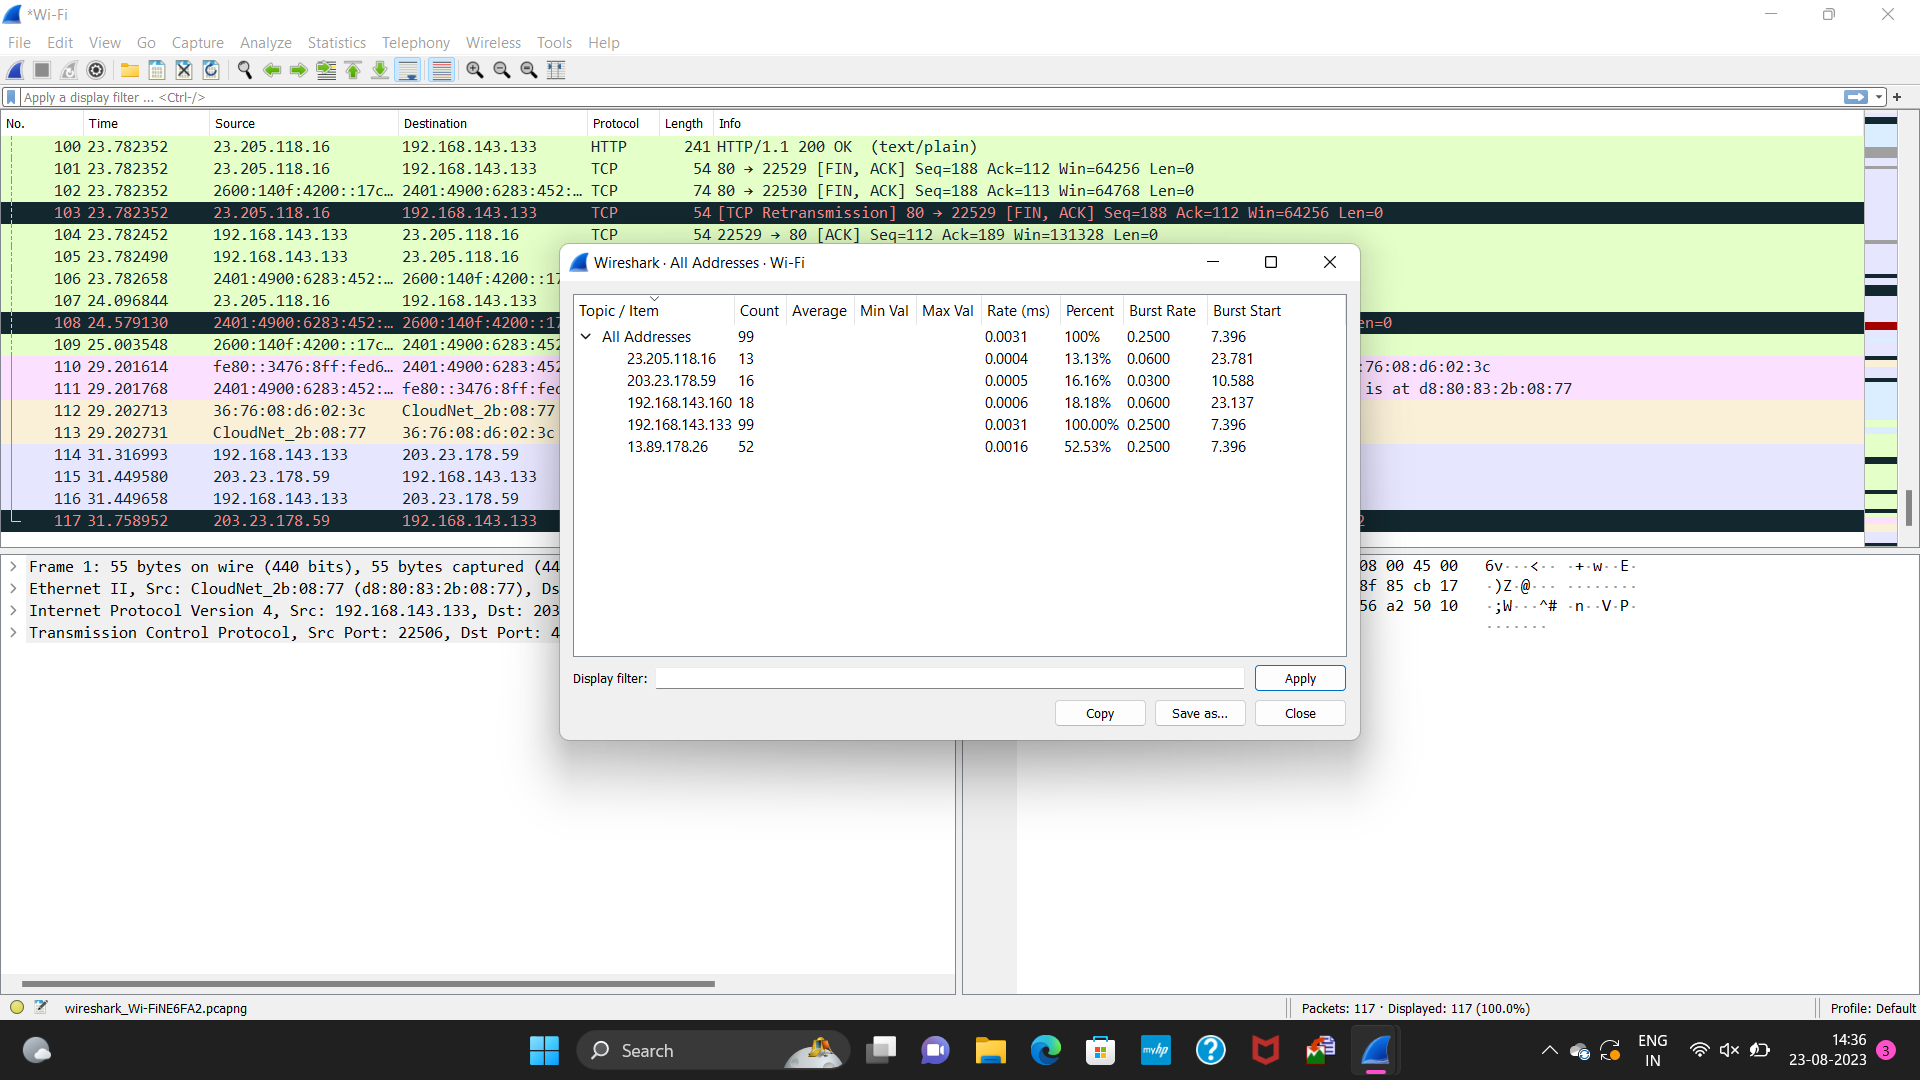 *Wi-Fi
File Edit View Go Capture Analyze Statistics Telephony Wireless Tools Help
Apply a display filter ... <Ctrl-/>
No. Time Source Destination Protocol Length Info
100 23.782352 23.205.118.16 192.168.143.133 HTTP 241 HTTP/1.1 200 OK (text/plain)
101 23.782352 23.205.118.16 192.168.143.133 TCP 54 80 → 22529 [FIN, ACK] Seq=188 Ack=112 Win=64256 Len=0
102 23.782352 2600:140f:4200::17c… 2401:4900:6283:452:… TCP 74 80 → 22530 [FIN, ACK] Seq=188 Ack=113 Win=64768 Len=0
103 23.782352 23.205.118.16 192.168.143.133 TCP 54 [TCP Retransmission] 80 → 22529 [FIN, ACK] Seq=188 Ack=112 Win=64256 Len=0
104 23.782452 192.168.143.133 23.205.118.16 TCP 54 22529 → 80 [ACK] Seq=112 Ack=189 Win=131328 Len=0
105 23.782490 192.168.143.133 23.205.118.16
106 23.782658 2401:4900:6283:452:… 2600:140f:4200::17
107 24.096844 23.205.118.16 192.168.143.133
108 24.579130 2401:4900:6283:452:… 2600:140f:4200::17 en=0
109 25.003548 2600:140f:4200::17c… 2401:4900:6283:452
110 29.201614 fe80::3476:8ff:fed6… 2401:4900:6283:452 :76:08:d6:02:3c
111 29.201768 2401:4900:6283:452:… fe80::3476:8ff:fed is at d8:80:83:2b:08:77
112 29.202713 36:76:08:d6:02:3c CloudNet_2b:08:77
113 29.202731 CloudNet_2b:08:77 36:76:08:d6:02:3c
114 31.316993 192.168.143.133 203.23.178.59
115 31.449580 203.23.178.59 192.168.143.133
116 31.449658 192.168.143.133 203.23.178.59
117 31.758952 203.23.178.59 192.168.143.133 2
Wireshark · All Addresses · Wi-Fi
Topic / Item Count Average Min Val Max Val Rate (ms) Percent Burst Rate Burst Start
All Addresses 99 0.0031 100% 0.2500 7.396
23.205.118.16 13 0.0004 13.13% 0.0600 23.781
203.23.178.59 16 0.0005 16.16% 0.0300 10.588
192.168.143.160 18 0.0006 18.18% 0.0600 23.137
192.168.143.133 99 0.0031 100.00% 0.2500 7.396
13.89.178.26 52 0.0016 52.53% 0.2500 7.396
Display filter: Apply
Copy Save as... Close
Frame 1: 55 bytes on wire (440 bits), 55 bytes captured (44
Ethernet II, Src: CloudNet_2b:08:77 (d8:80:83:2b:08:77), Ds
Internet Protocol Version 4, Src: 192.168.143.133, Dst: 203
Transmission Control Protocol, Src Port: 22506, Dst Port: 4
08 00 45 00 6v···<·· ·+·w··E·
8f 85 cb 17 ·)Z·@··· ········
56 a2 50 10 ·;W···^# ·n··V·P·
·······
wireshark_Wi-FiNE6FA2.pcapng
Packets: 117 · Displayed: 117 (100.0%)
Profile: Default
Search
myhp
ENG
IN
14:36
23-08-2023
3